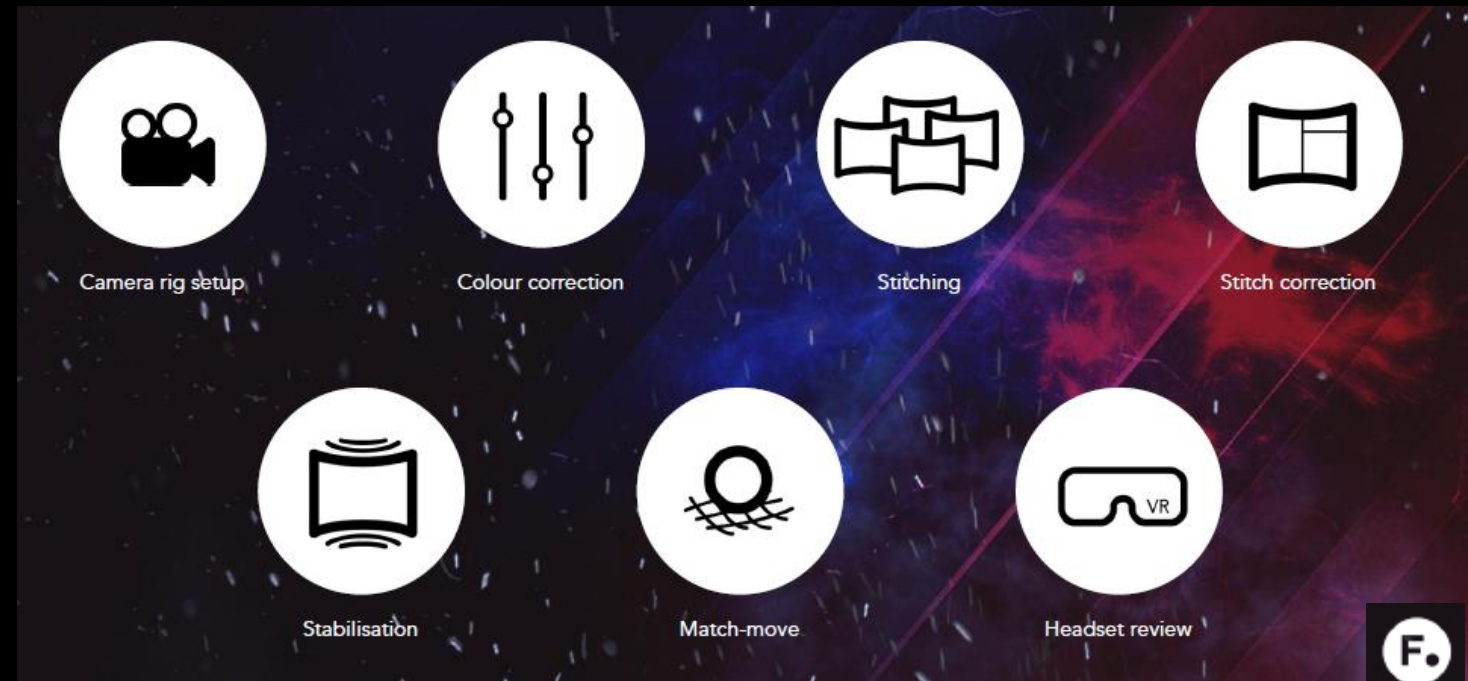 Camera rig setup
Colour correction
Stitching
Stitch correction
VR
Stabilisation
Match-move
Headset review
F.